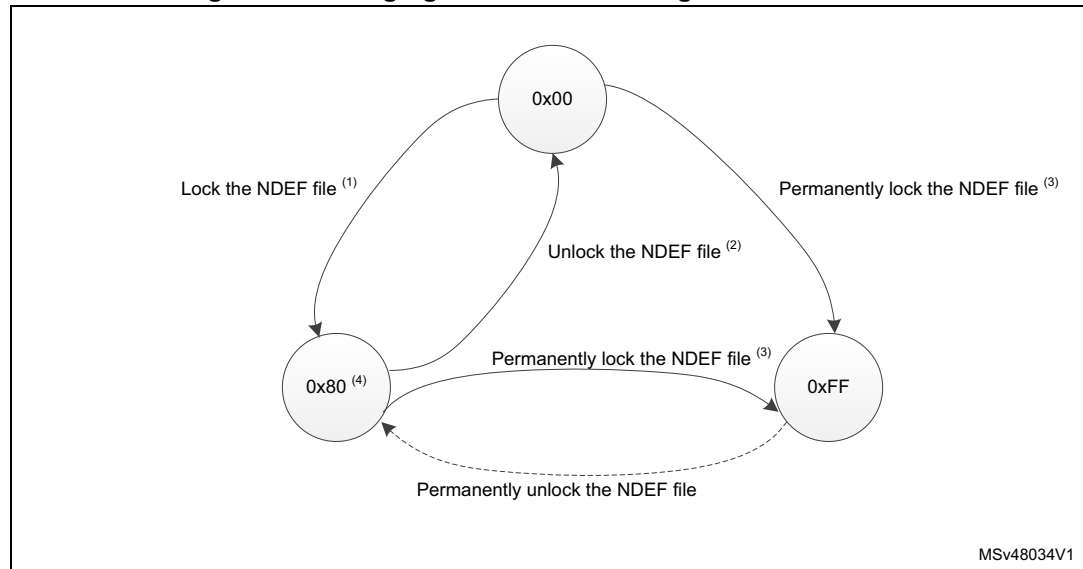 0x00
Lock the NDEF file (1)
Permanently lock the NDEF file (3)
Unlock the NDEF file (2)
Permanently lock the NDEF file (3)
0x80 (4)
0xFF
Permanently unlock the NDEF file
MSv48034V1